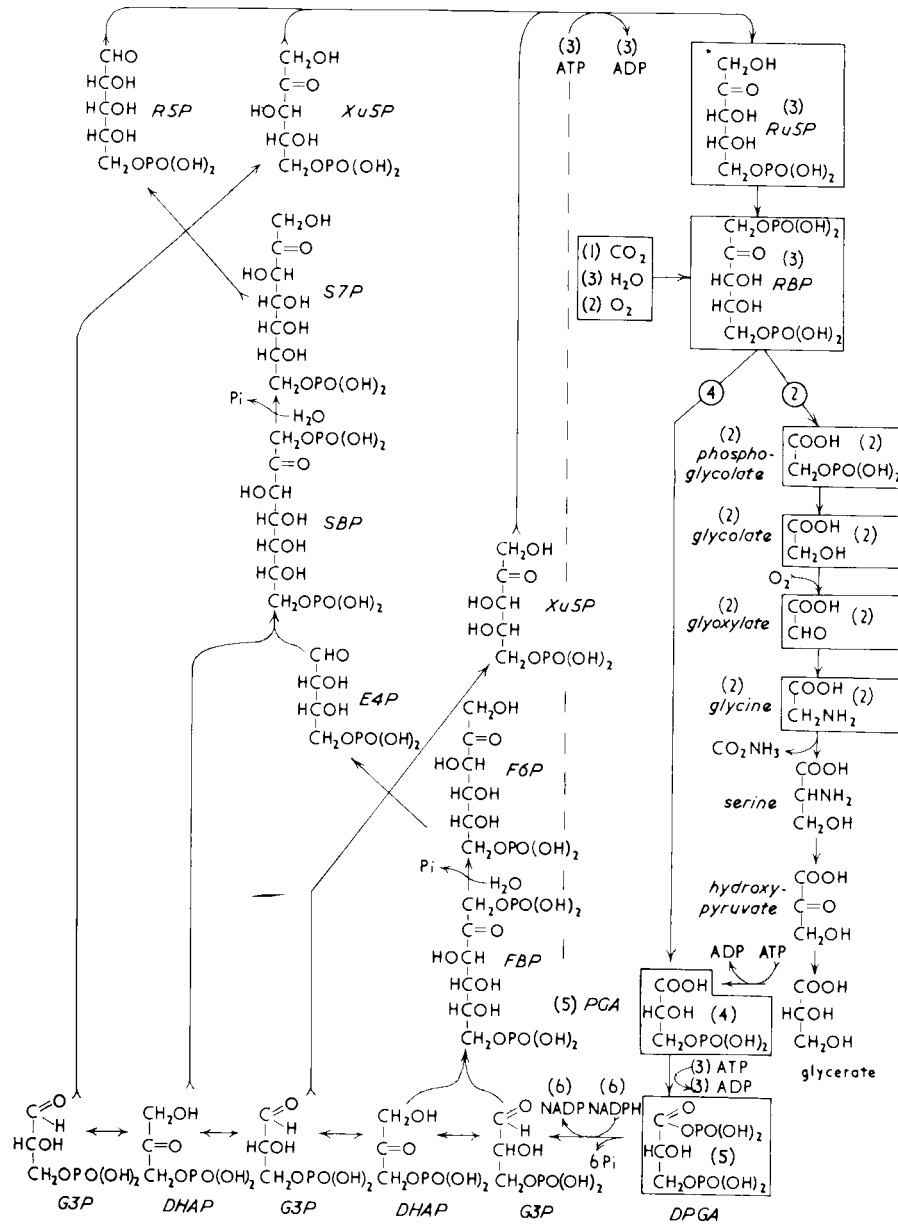 (3) ATP
(3) ADP
CHO
HCOH
HCOH
HCOH
CH2OPO(OH)2
R5P
CH2OH
C=O
HOCH
HCOH
CH2OPO(OH)2
Xu5P
CH2OH
C=O
HCOH
HCOH
CH2OPO(OH)2
(3)
Ru5P
(1) CO2
(3) H2O
(2) O2
CH2OPO(OH)2
C=O
HCOH
HCOH
CH2OPO(OH)2
(3)
RBP
CH2OH
C=O
HOCH
HCOH
HCOH
HCOH
CH2OPO(OH)2
S7P
Pi
H2O
CH2OPO(OH)2
C=O
HOCH
HCOH
HCOH
HCOH
CH2OPO(OH)2
SBP
4
2
(2)
phospho-
glycolate
COOH (2)
CH2OPO(OH)2
(2)
glycolate
COOH (2)
CH2OH
O2
(2)
glyoxylate
COOH (2)
CHO
(2)
glycine
COOH (2)
CH2NH2
CO2NH3
serine
COOH
CHNH2
CH2OH
hydroxy-
pyruvate
COOH
C=O
CH2OH
ADP ATP
COOH
HCOH
CH2OH
glycerate
CH2OH
C=O
HOCH
HCOH
CH2OPO(OH)2
Xu5P
CHO
HCOH
HCOH
CH2OPO(OH)2
E4P
CH2OH
C=O
HOCH
HCOH
HCOH
CH2OPO(OH)2
F6P
Pi
H2O
CH2OPO(OH)2
C=O
HOCH
HCOH
HCOH
CH2OPO(OH)2
FBP
(5) PGA
COOH
HCOH (4)
CH2OPO(OH)2
(3) ATP
(3) ADP
C=O
OPO(OH)2
HCOH (5)
CH2OPO(OH)2
DPGA
(6) (6)
NADP NADPH
6Pi
C=O
H
HCOH
CH2OPO(OH)2
G3P
CH2OH
C=O
CH2OPO(OH)2
DHAP
C=O
H
HCOH
CH2OPO(OH)2
G3P
CH2OH
C=O
CH2OPO(OH)2
DHAP
C=O
H
HCOH
CH2OPO(OH)2
G3P